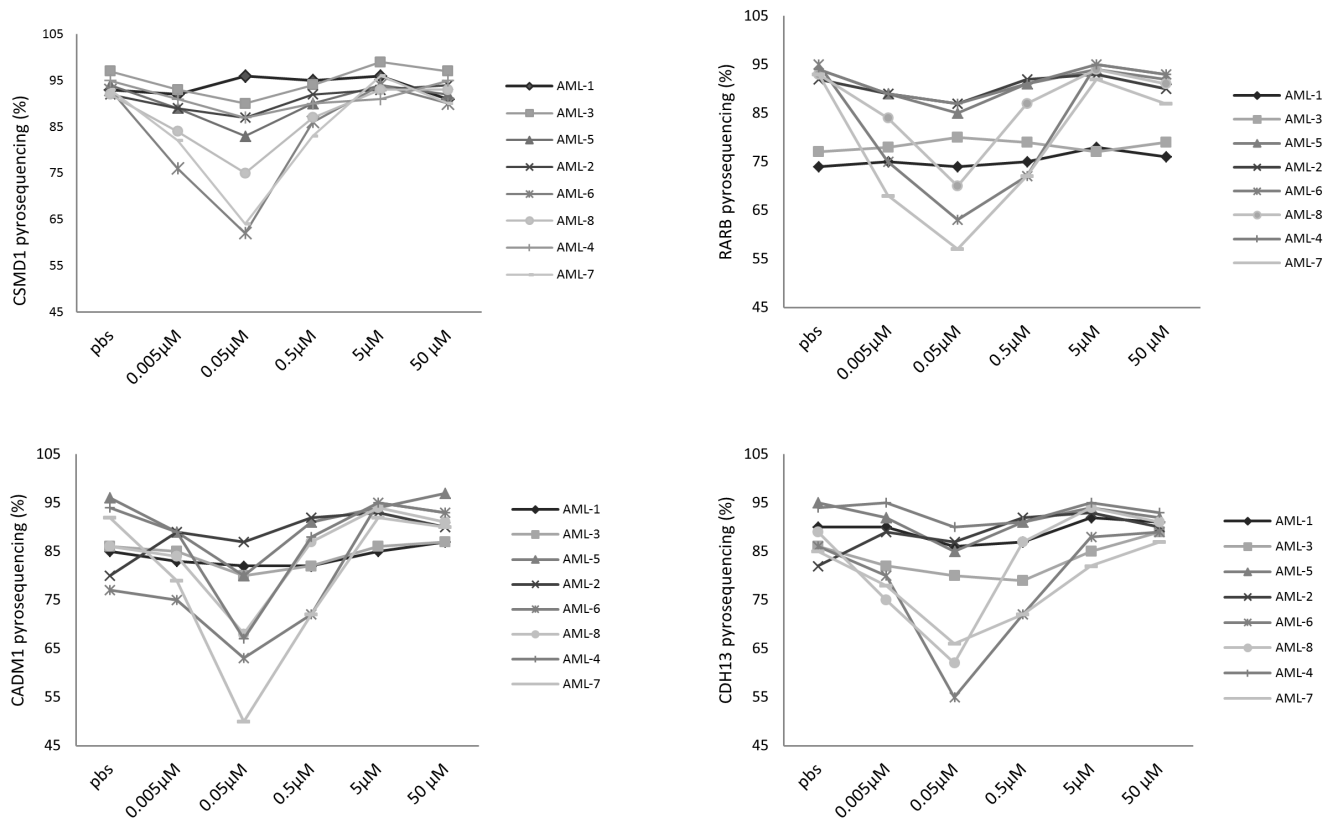 CSMD1 pyrosequencing (%)
105
95
85
75
65
55
45
pbs
0.005µM
0.05µM
0.5µM
5µM
50 µM
AML-1
AML-3
AML-5
AML-2
AML-6
AML-8
AML-4
AML-7
RARB pyrosequencing (%)
105
95
85
75
65
55
45
pbs
0.005µM
0.05µM
0.5µM
5µM
50 µM
AML-1
AML-3
AML-5
AML-2
AML-6
AML-8
AML-4
AML-7
CADM1 pyrosequencing (%)
105
95
85
75
65
55
45
pbs
0.005µM
0.05µM
0.5µM
5µM
50 µM
AML-1
AML-3
AML-5
AML-2
AML-6
AML-8
AML-4
AML-7
CDH13 pyrosequencing (%)
105
95
85
75
65
55
45
pbs
0.005µM
0.05µM
0.5µM
5µM
50 µM
AML-1
AML-3
AML-5
AML-2
AML-6
AML-8
AML-4
AML-7